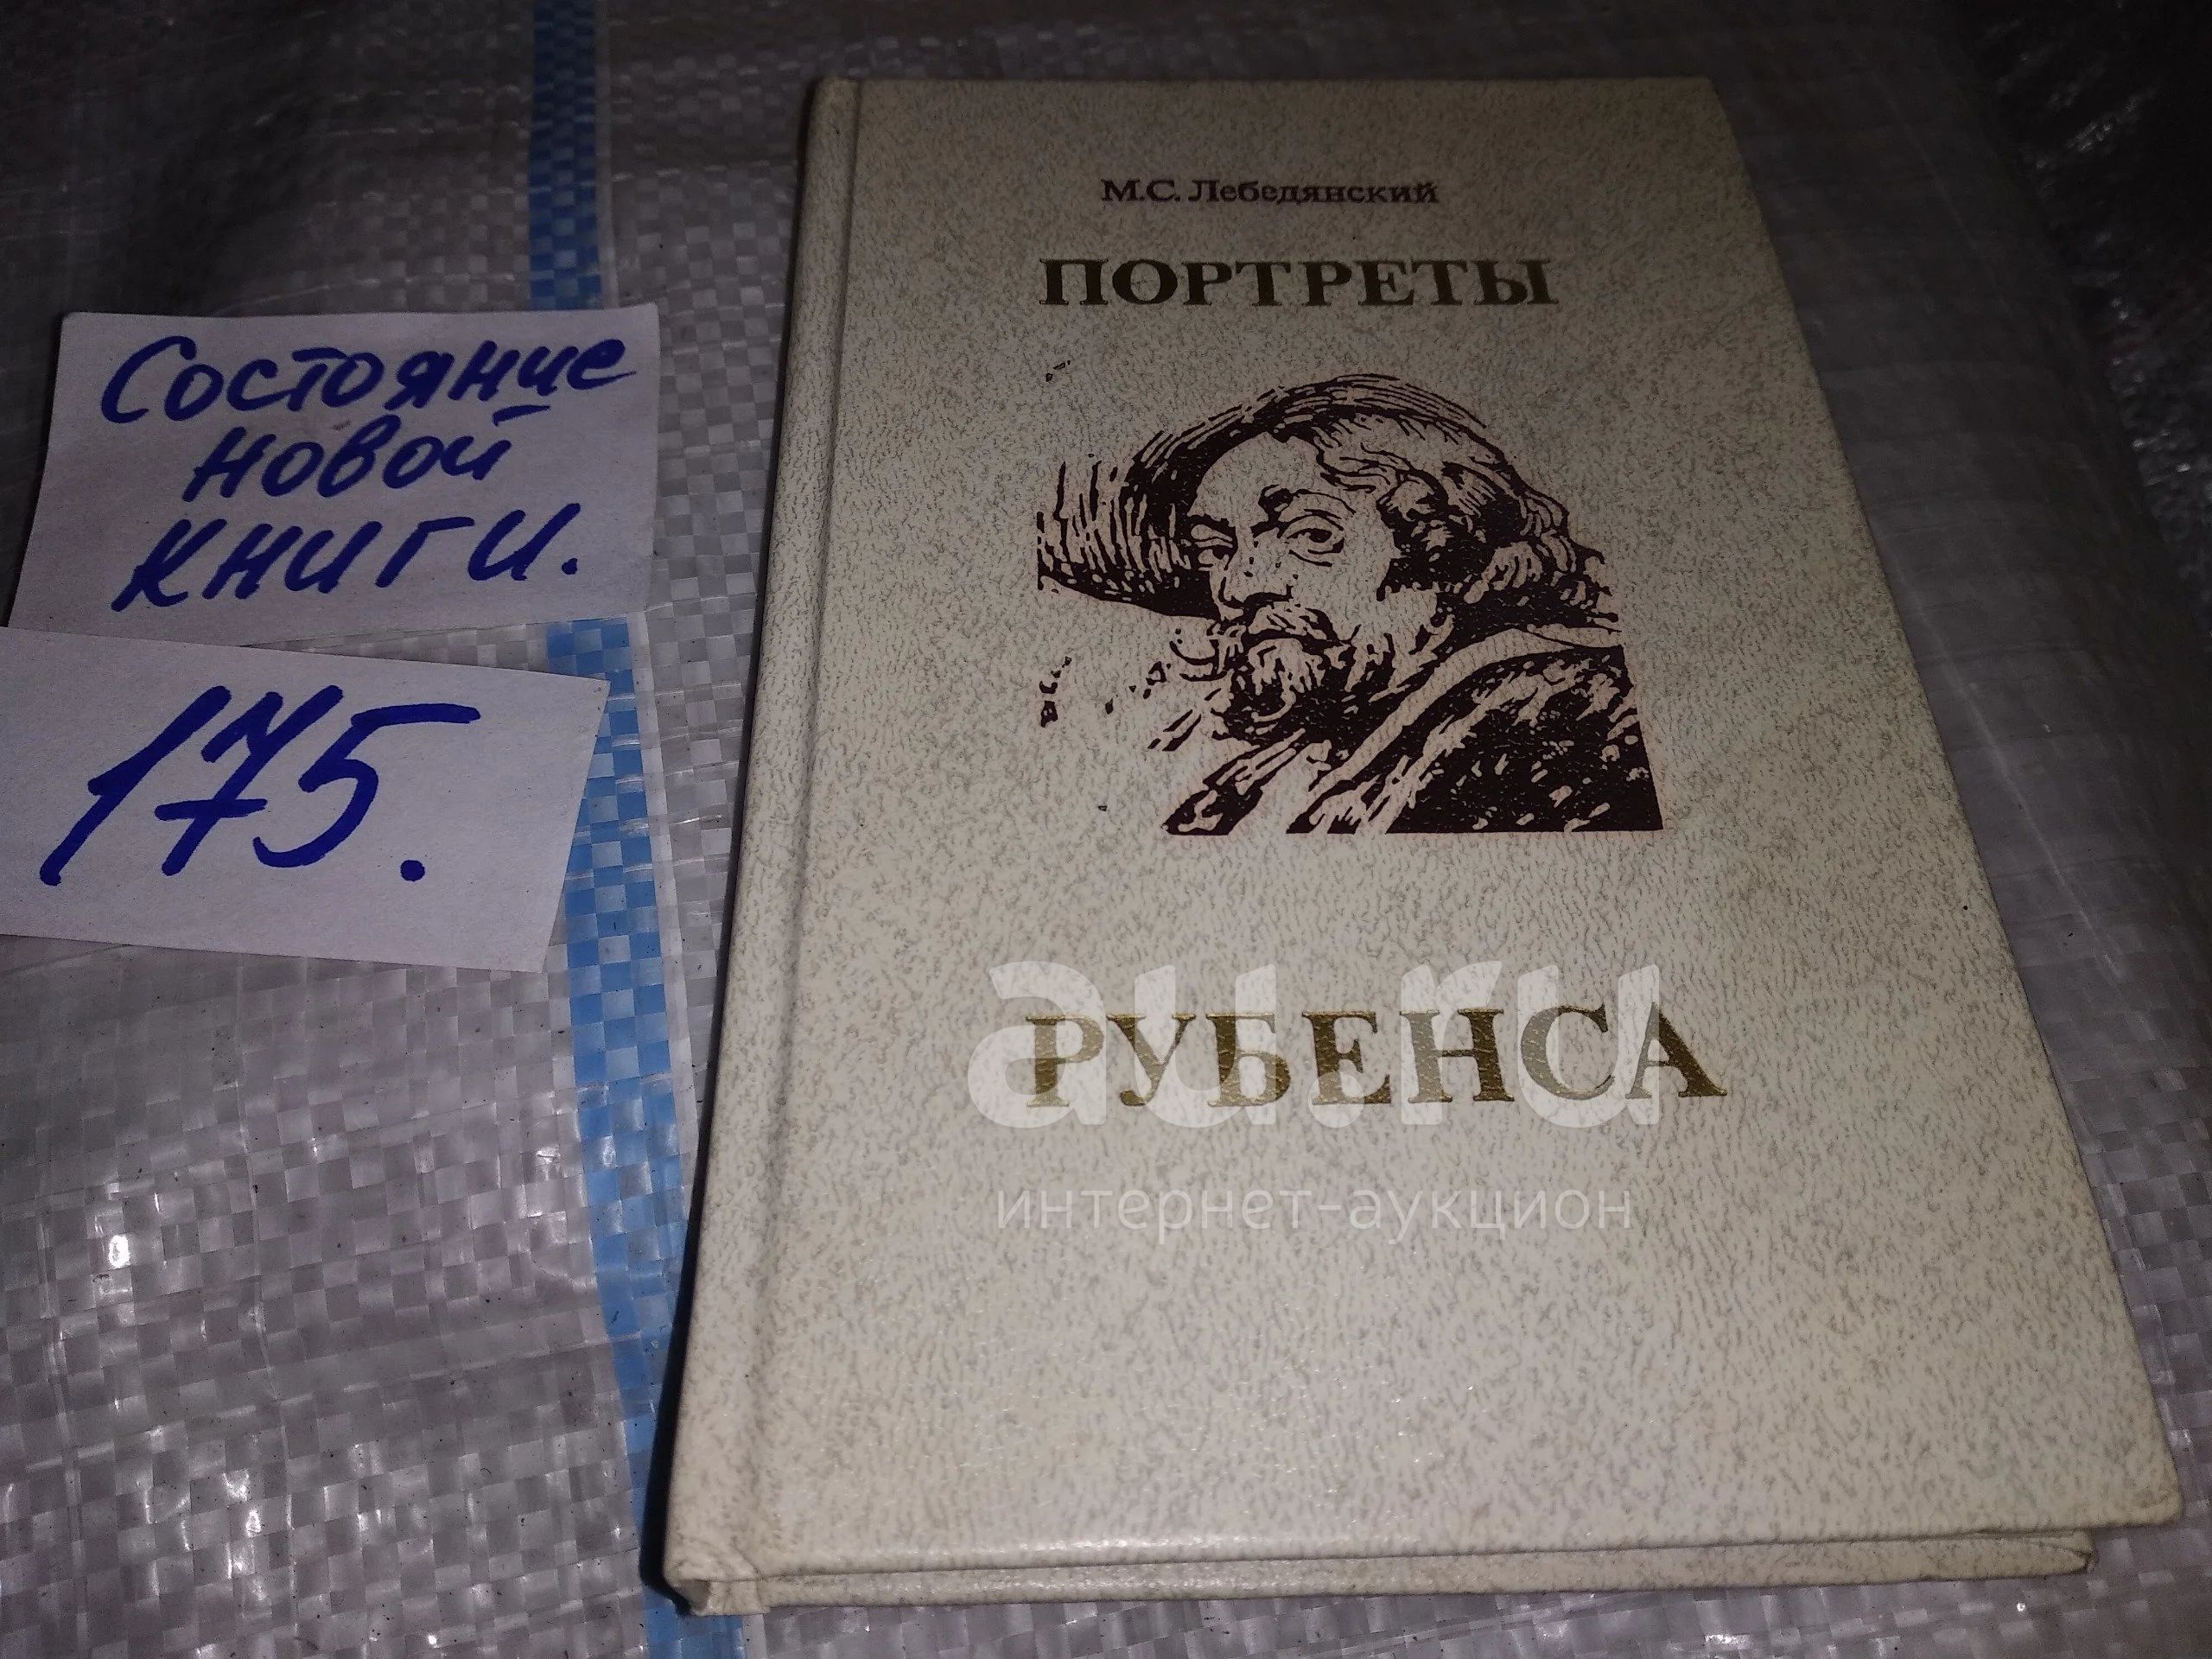 Состояние
новой
книги.
175.
М.С. Лебедянский
ПОРТРЕТЫ
РУБЕНСА
au.ru
интернет-аукцион